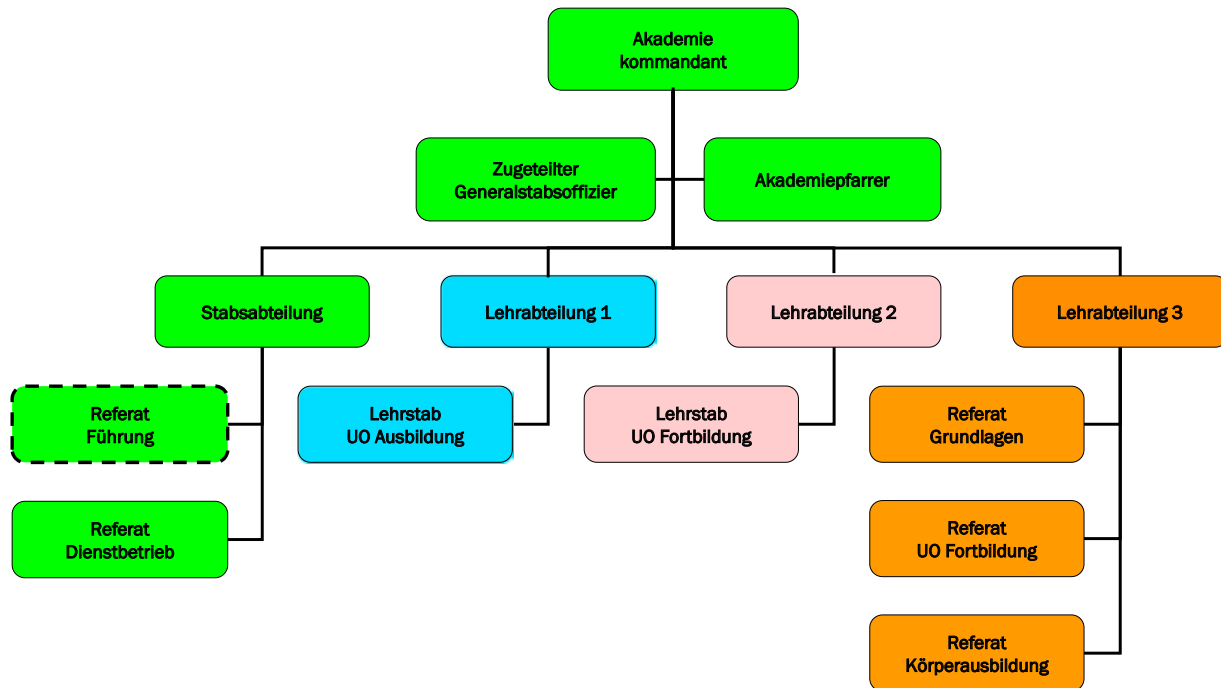 Akademie
kommandant
Zugeteilter
Generalstabsoffizier
Akademiepfarrer
Stabsabteilung
Lehrabteilung 1
Lehrabteilung 2
Lehrabteilung 3
Referat
Führung
Lehrstab
UO Ausbildung
Lehrstab
UO Fortbildung
Referat
Grundlagen
Referat
Dienstbetrieb
Referat
UO Fortbildung
Referat
Körperausbildung